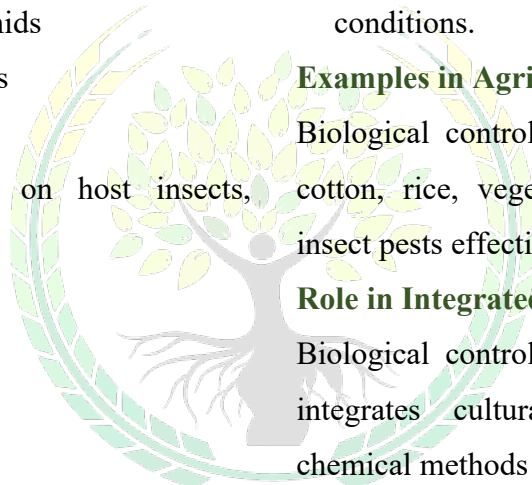 s
on host insects,
conditions.
Examples in Agri
Biological control
cotton, rice, vege
insect pests effecti
Role in Integrated
Biological control
integrates cultura
chemical methods